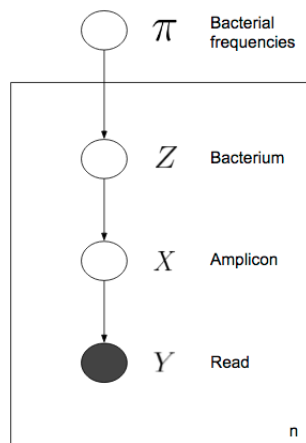 π Bacterial
frequencies
Z Bacterium
X Amplicon
Y Read
n